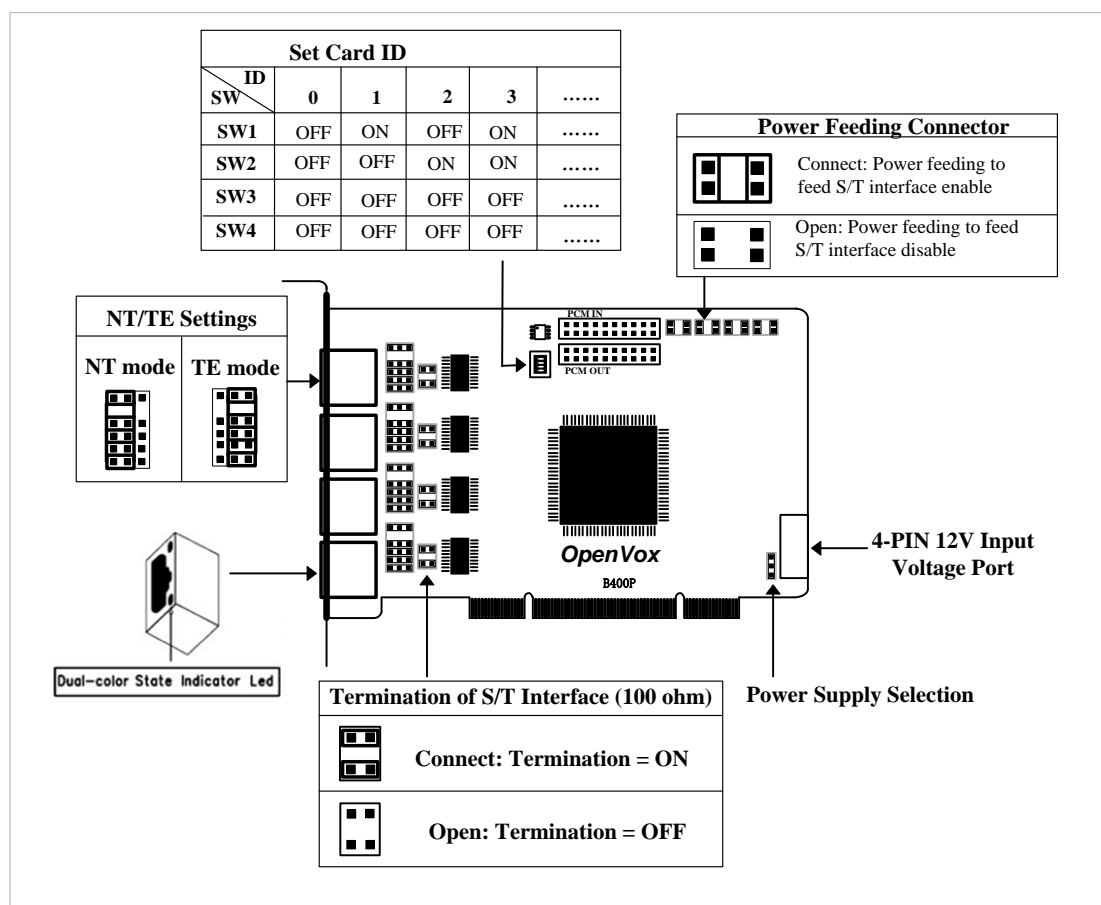 Set Card ID
ID
SW 0 1 2 3 ……
SW1 OFF ON OFF ON ……
SW2 OFF OFF ON ON ……
SW3 OFF OFF OFF OFF ……
SW4 OFF OFF OFF OFF ……
Power Feeding Connector
Connect: Power feeding to
feed S/T interface enable
Open: Power feeding to feed
S/T interface disable
NT/TE Settings
NT mode TE mode
PCM IN
PCM OUT
OpenVox
B400P
4-PIN 12V Input
Voltage Port
Dual-color State Indicator Led
Power Supply Selection
Termination of S/T Interface (100 ohm)
Connect: Termination = ON
Open: Termination = OFF